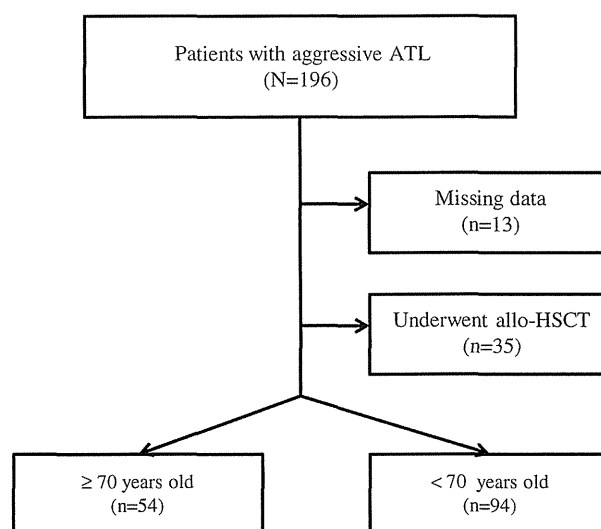 Patients with aggressive ATL
(N=196)
Missing data
(n=13)
Underwent allo-HSCT
(n=35)
≥ 70 years old
(n=54)
< 70 years old
(n=94)